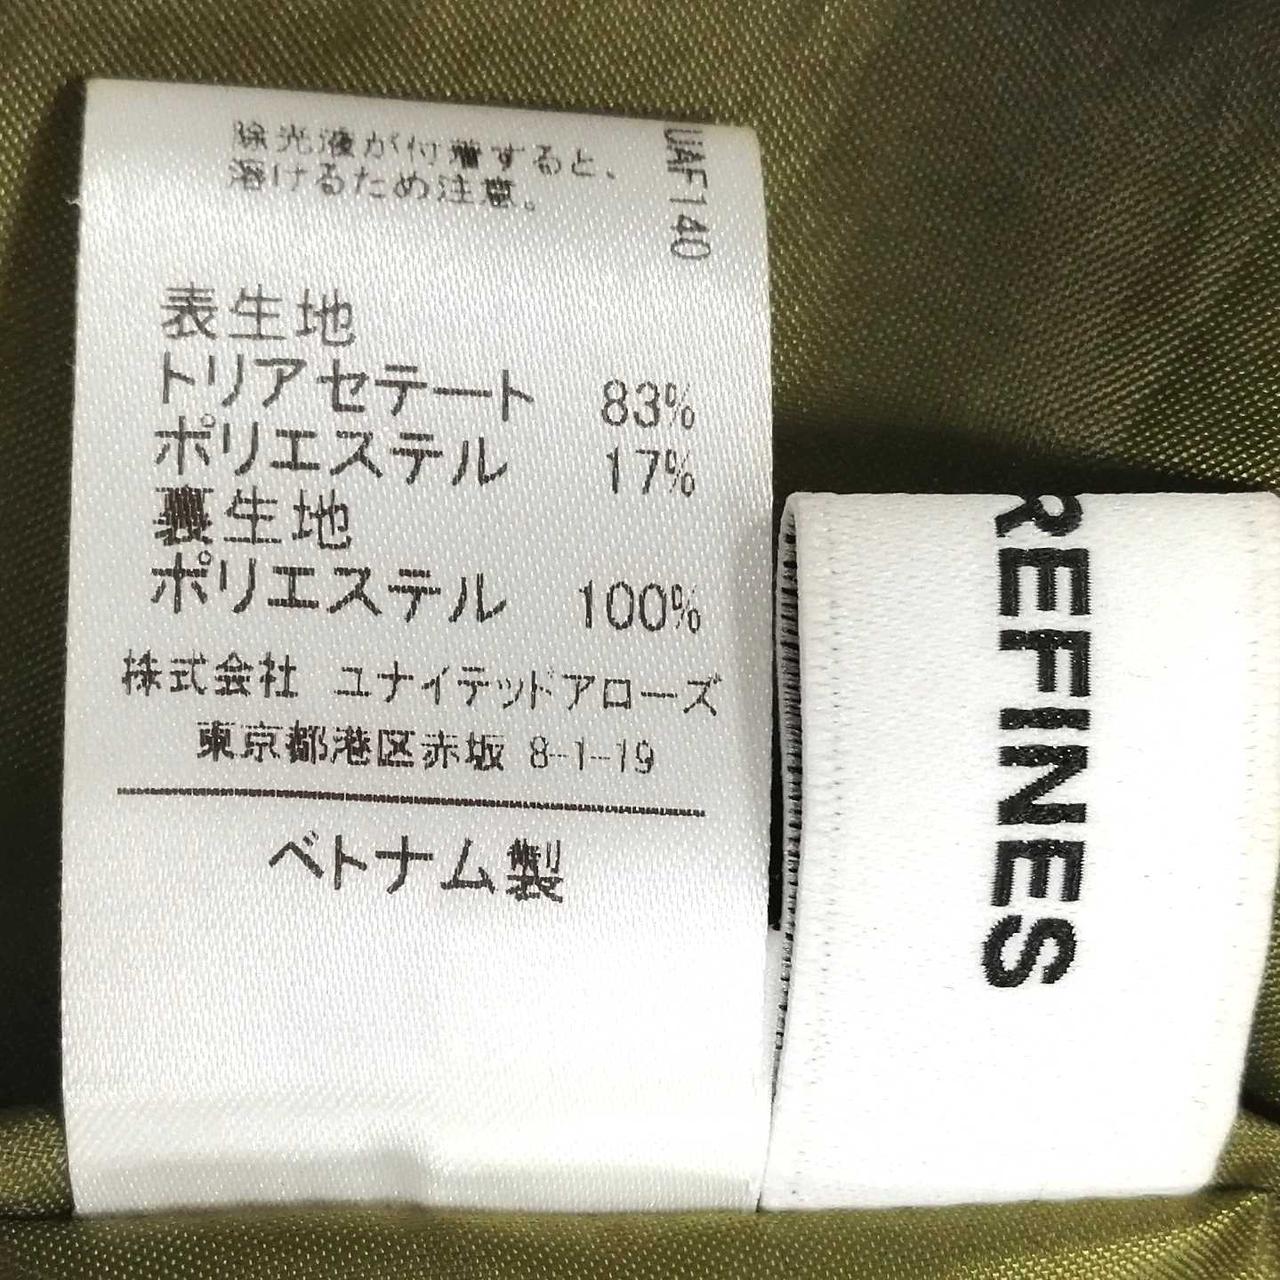 除光液が付着すると、
溶けるため注意。
UAF140
表生地
トリアセテート 83%
ポリエステル 17%
裏生地
ポリエステル 100%
株式会社 ユナイテッドアローズ
東京都港区赤坂 8-1-19
ベトナム製
REFINES